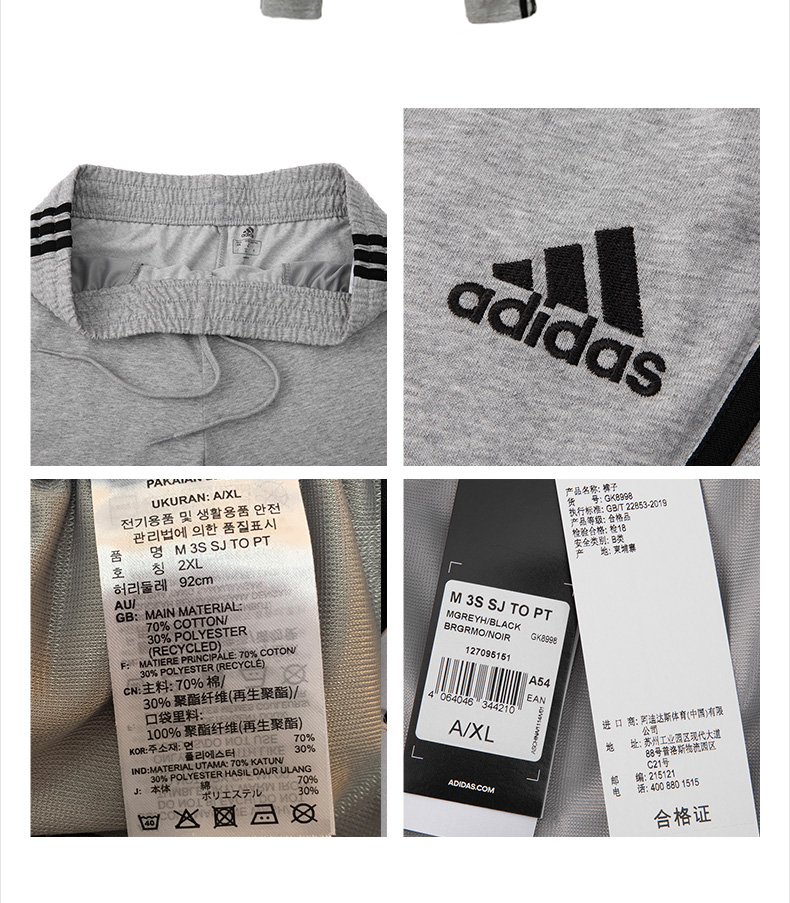 adidas
PAKAIAN
UKURAN: A/XL
전기용품 및 생활용품 안전
관리법에 의한 품질표시
품 명 M 3S SJ TO PT
호 칭 2XL
허리둘레 92cm
AU/
GB: MAIN MATERIAL:
70% COTTON/
30% POLYESTER
(RECYCLED)
F: MATIERE PRINCIPALE: 70% COTON/
30% POLYESTER (RECYCLÉ)
CN: 主料: 70% 棉/
30% 聚酯纤维(再生聚酯)/
口袋里料:
100% 聚酯纤维(再生聚酯)
KOR: 주소재: 면 70%
폴리에스터 30%
IND: MATERIAL UTAMA: 70% KATUN/
30% POLYESTER HASIL DAUR ULANG
J: 本体 綿 70%
ポリエステル 30%
40
M 3S SJ TO PT
MGREYH/BLACK
BRGRMO/NOIR GK8998
127095151
A54
4 064046 344210 EAN
A/XL
ADIDAS.COM
产品名称: 裤子
货 号: GK8998
执行标准: GB/T 22853-2019
产品等级: 合格品
检验合格: 检18
安全类别: B类
产 地: 柬埔寨
进 口 商: 阿迪达斯体育(中国)有限
公司
地 址: 苏州工业园区现代大道
88号普洛斯物流园区
C21号
邮 编: 215121
电 话: 400 880 1515
合格证